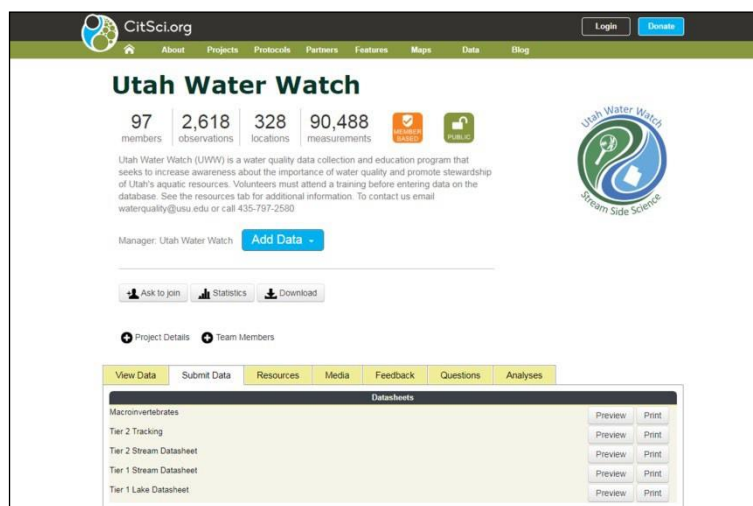 CitSci.org
Login
Donate
About Projects Protocols Partners Features Maps Data Blog
Utah Water Watch
97 2,618 328 90,488
members observations locations measurements
MEMBER BASED
PUBLIC
Utah Water Watch (UWW) is a water quality data collection and education program that
seeks to increase awareness about the importance of water quality and promote stewardship
of Utah's aquatic resources. Volunteers must attend a training before entering data on the
database. See the resources tab for additional information. To contact us email
waterquality@usu.edu or call 435-797-2580
Utah Water Watch
Stream Side Science
Manager: Utah Water Watch Add Data
Ask to join Statistics Download
Project Details Team Members
View Data Submit Data Resources Media Feedback Questions Analyses
Datasheets
Macroinvertebrates Preview Print
Tier 2 Tracking Preview Print
Tier 2 Stream Datasheet Preview Print
Tier 1 Stream Datasheet Preview Print
Tier 1 Lake Datasheet Preview Print